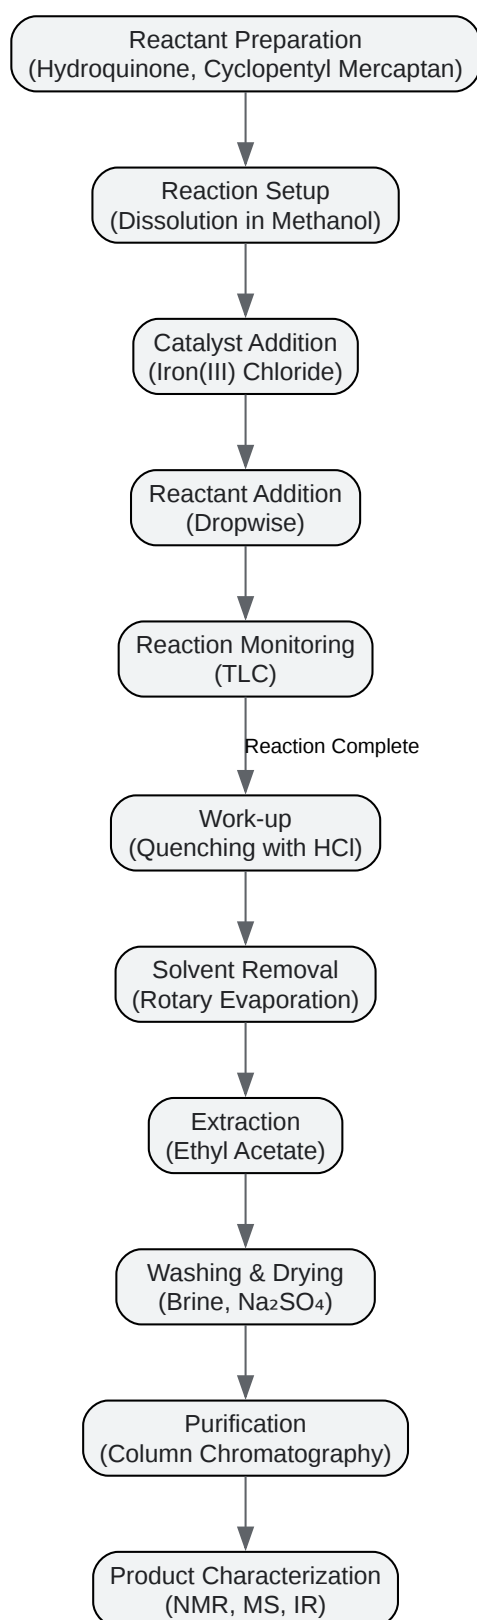 Reactant Preparation
(Hydroquinone, Cyclopentyl Mercaptan)
Reaction Setup
(Dissolution in Methanol)
Catalyst Addition
(Iron(III) Chloride)
Reactant Addition
(Dropwise)
Reaction Monitoring
(TLC)
Reaction Complete
Work-up
(Quenching with HCl)
Solvent Removal
(Rotary Evaporation)
Extraction
(Ethyl Acetate)
Washing & Drying
(Brine, Na₂SO₄)
Purification
(Column Chromatography)
Product Characterization
(NMR, MS, IR)